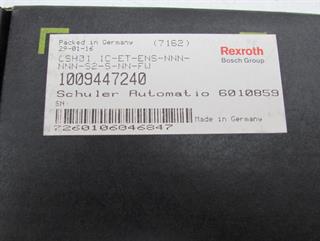 Packed in Germany (7162)
29-01-16
Rexroth
Bosch Group
CSH01.1C-ET-ENS-NNN-
NNN-S2-S-NN-FW
1009447240
Schuler Automatio 6010859
SN:
Made in Germany
7260106046847